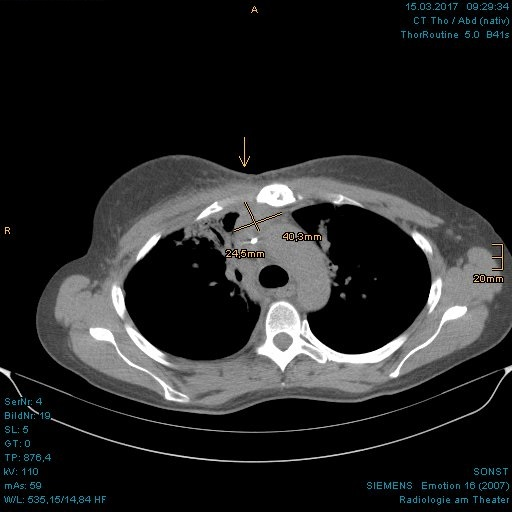 15.03.2017 09:29:34
CT Tho / Abd (nativ)
ThorRoutine 5.0 B41s
A
R
40,3mm
24,5mm
20mm
SerNr: 4
BildNr: 19
SL: 5
GT: 0
TP: 876,4
kV: 110
mAs: 59
W/L: 535,15/14,84 HF
SONST
SIEMENS Emotion 16 (2007)
Radiologie am Theater